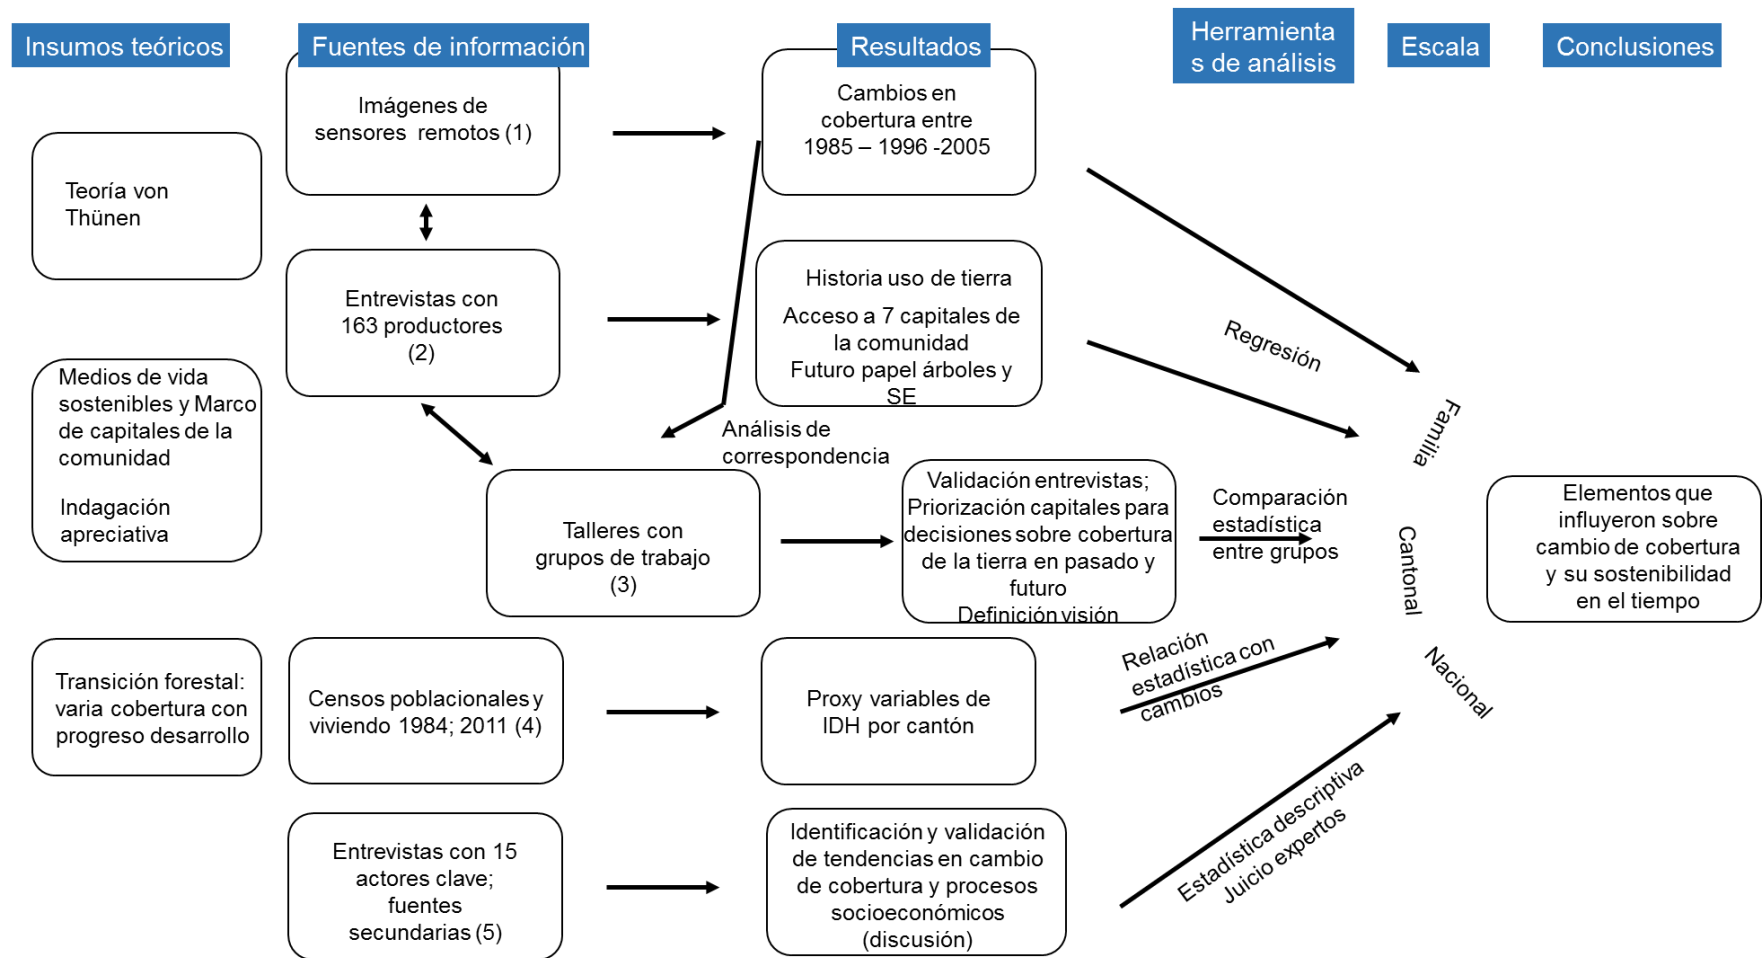 Insumos teóricos
Fuentes de información
Resultados
Herramienta
s de análisis
Escala
Conclusiones
Teoría von
Thünen
Medios de vida
sostenibles y Marco
de capitales de la
comunidad
Indagación
apreciativa
Transición forestal:
varia cobertura con
progreso desarrollo
Imágenes de
sensores remotos (1)
Entrevistas con
163 productores
(2)
Talleres con
grupos de trabajo
(3)
Censos poblacionales y
viviendo 1984; 2011 (4)
Entrevistas con 15
actores clave;
fuentes
secundarias (5)
Cambios en
cobertura entre
1985 – 1996 -2005
Historia uso de tierra
Acceso a 7 capitales de
la comunidad
Futuro papel árboles y
SE
Análisis de
correspondencia
Validación entrevistas;
Priorización capitales para
decisiones sobre cobertura
de la tierra en pasado y
futuro
Definición visión
Proxy variables de
IDH por cantón
Identificación y validación
de tendencias en cambio
de cobertura y procesos
socioeconómicos
(discusión)
Regresión
Comparación
estadística
entre grupos
Relación
estadística con
cambios
Estadística descriptiva
Juicio expertos
Familia
Cantonal
Nacional
Elementos que
influyeron sobre
cambio de cobertura
y su sostenibilidad
en el tiempo